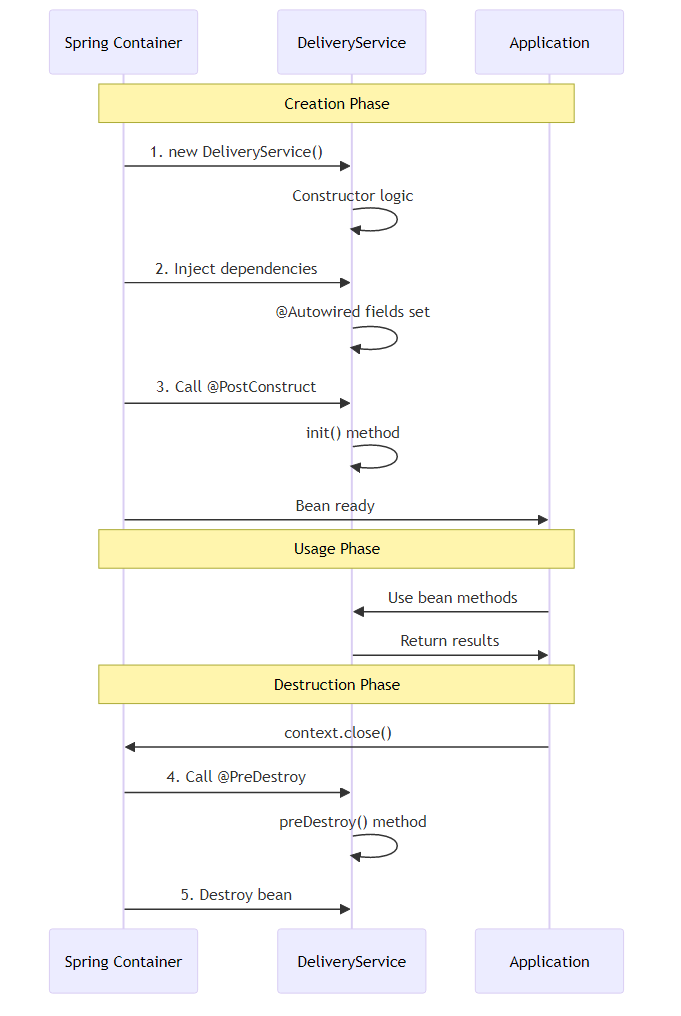 Spring Container
DeliveryService
Application
Creation Phase
1. new DeliveryService()
Constructor logic
2. Inject dependencies
@Autowired fields set
3. Call @PostConstruct
init() method
Bean ready
Usage Phase
Use bean methods
Return results
Destruction Phase
context.close()
4. Call @PreDestroy
preDestroy() method
5. Destroy bean
Spring Container
DeliveryService
Application